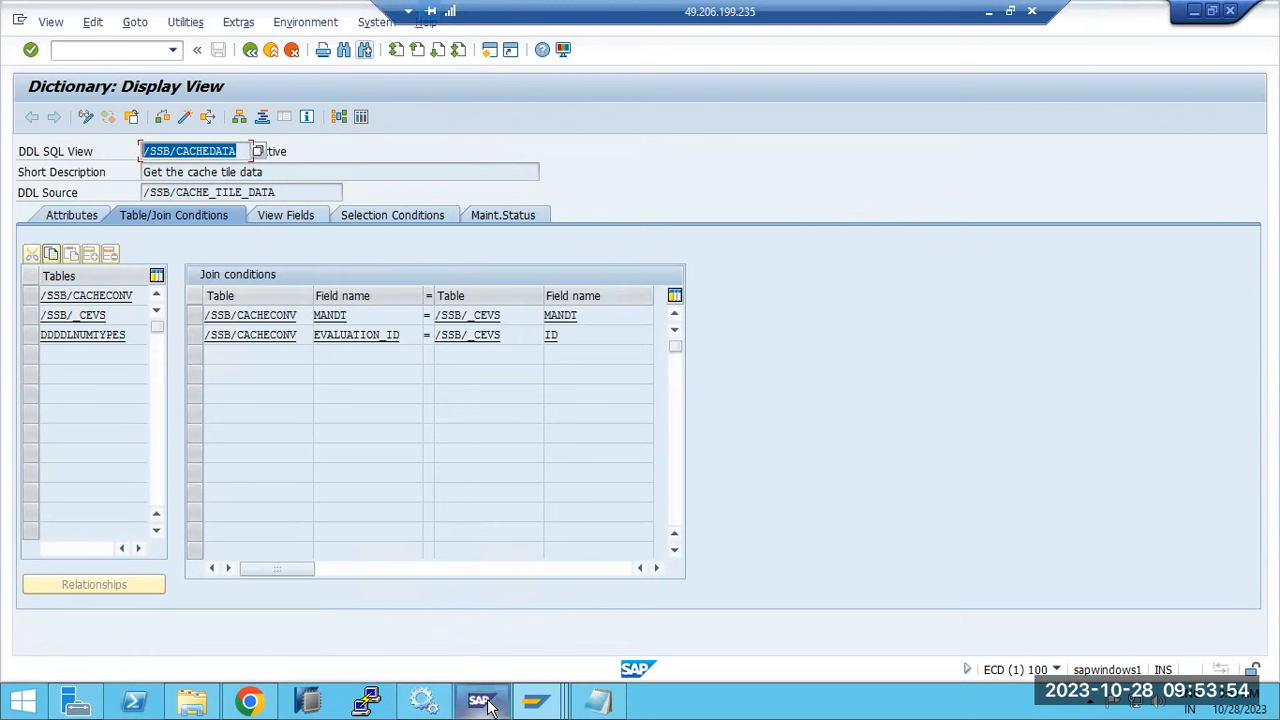 49.206.199.235
View Edit Goto Utilities Extras Environment System Help
Dictionary: Display View
DDL SQL View /SSB/CACHEDATA tive
Short Description Get the cache tile data
DDL Source /SSB/CACHE_TILE_DATA
Attributes Table/Join Conditions View Fields Selection Conditions Maint.Status
Tables
/SSB/CACHECONV
/SSB/_CEVS
DDDDLNUMTYPES
Join conditions
Table Field name = Table Field name
/SSB/CACHECONV MANDT = /SSB/_CEVS MANDT
/SSB/CACHECONV EVALUATION_ID = /SSB/_CEVS ID
Relationships
SAP
ECD (1) 100 sapwindows1 INS
SAP
2023-10-28 09:53:54
IN 10/28/2023